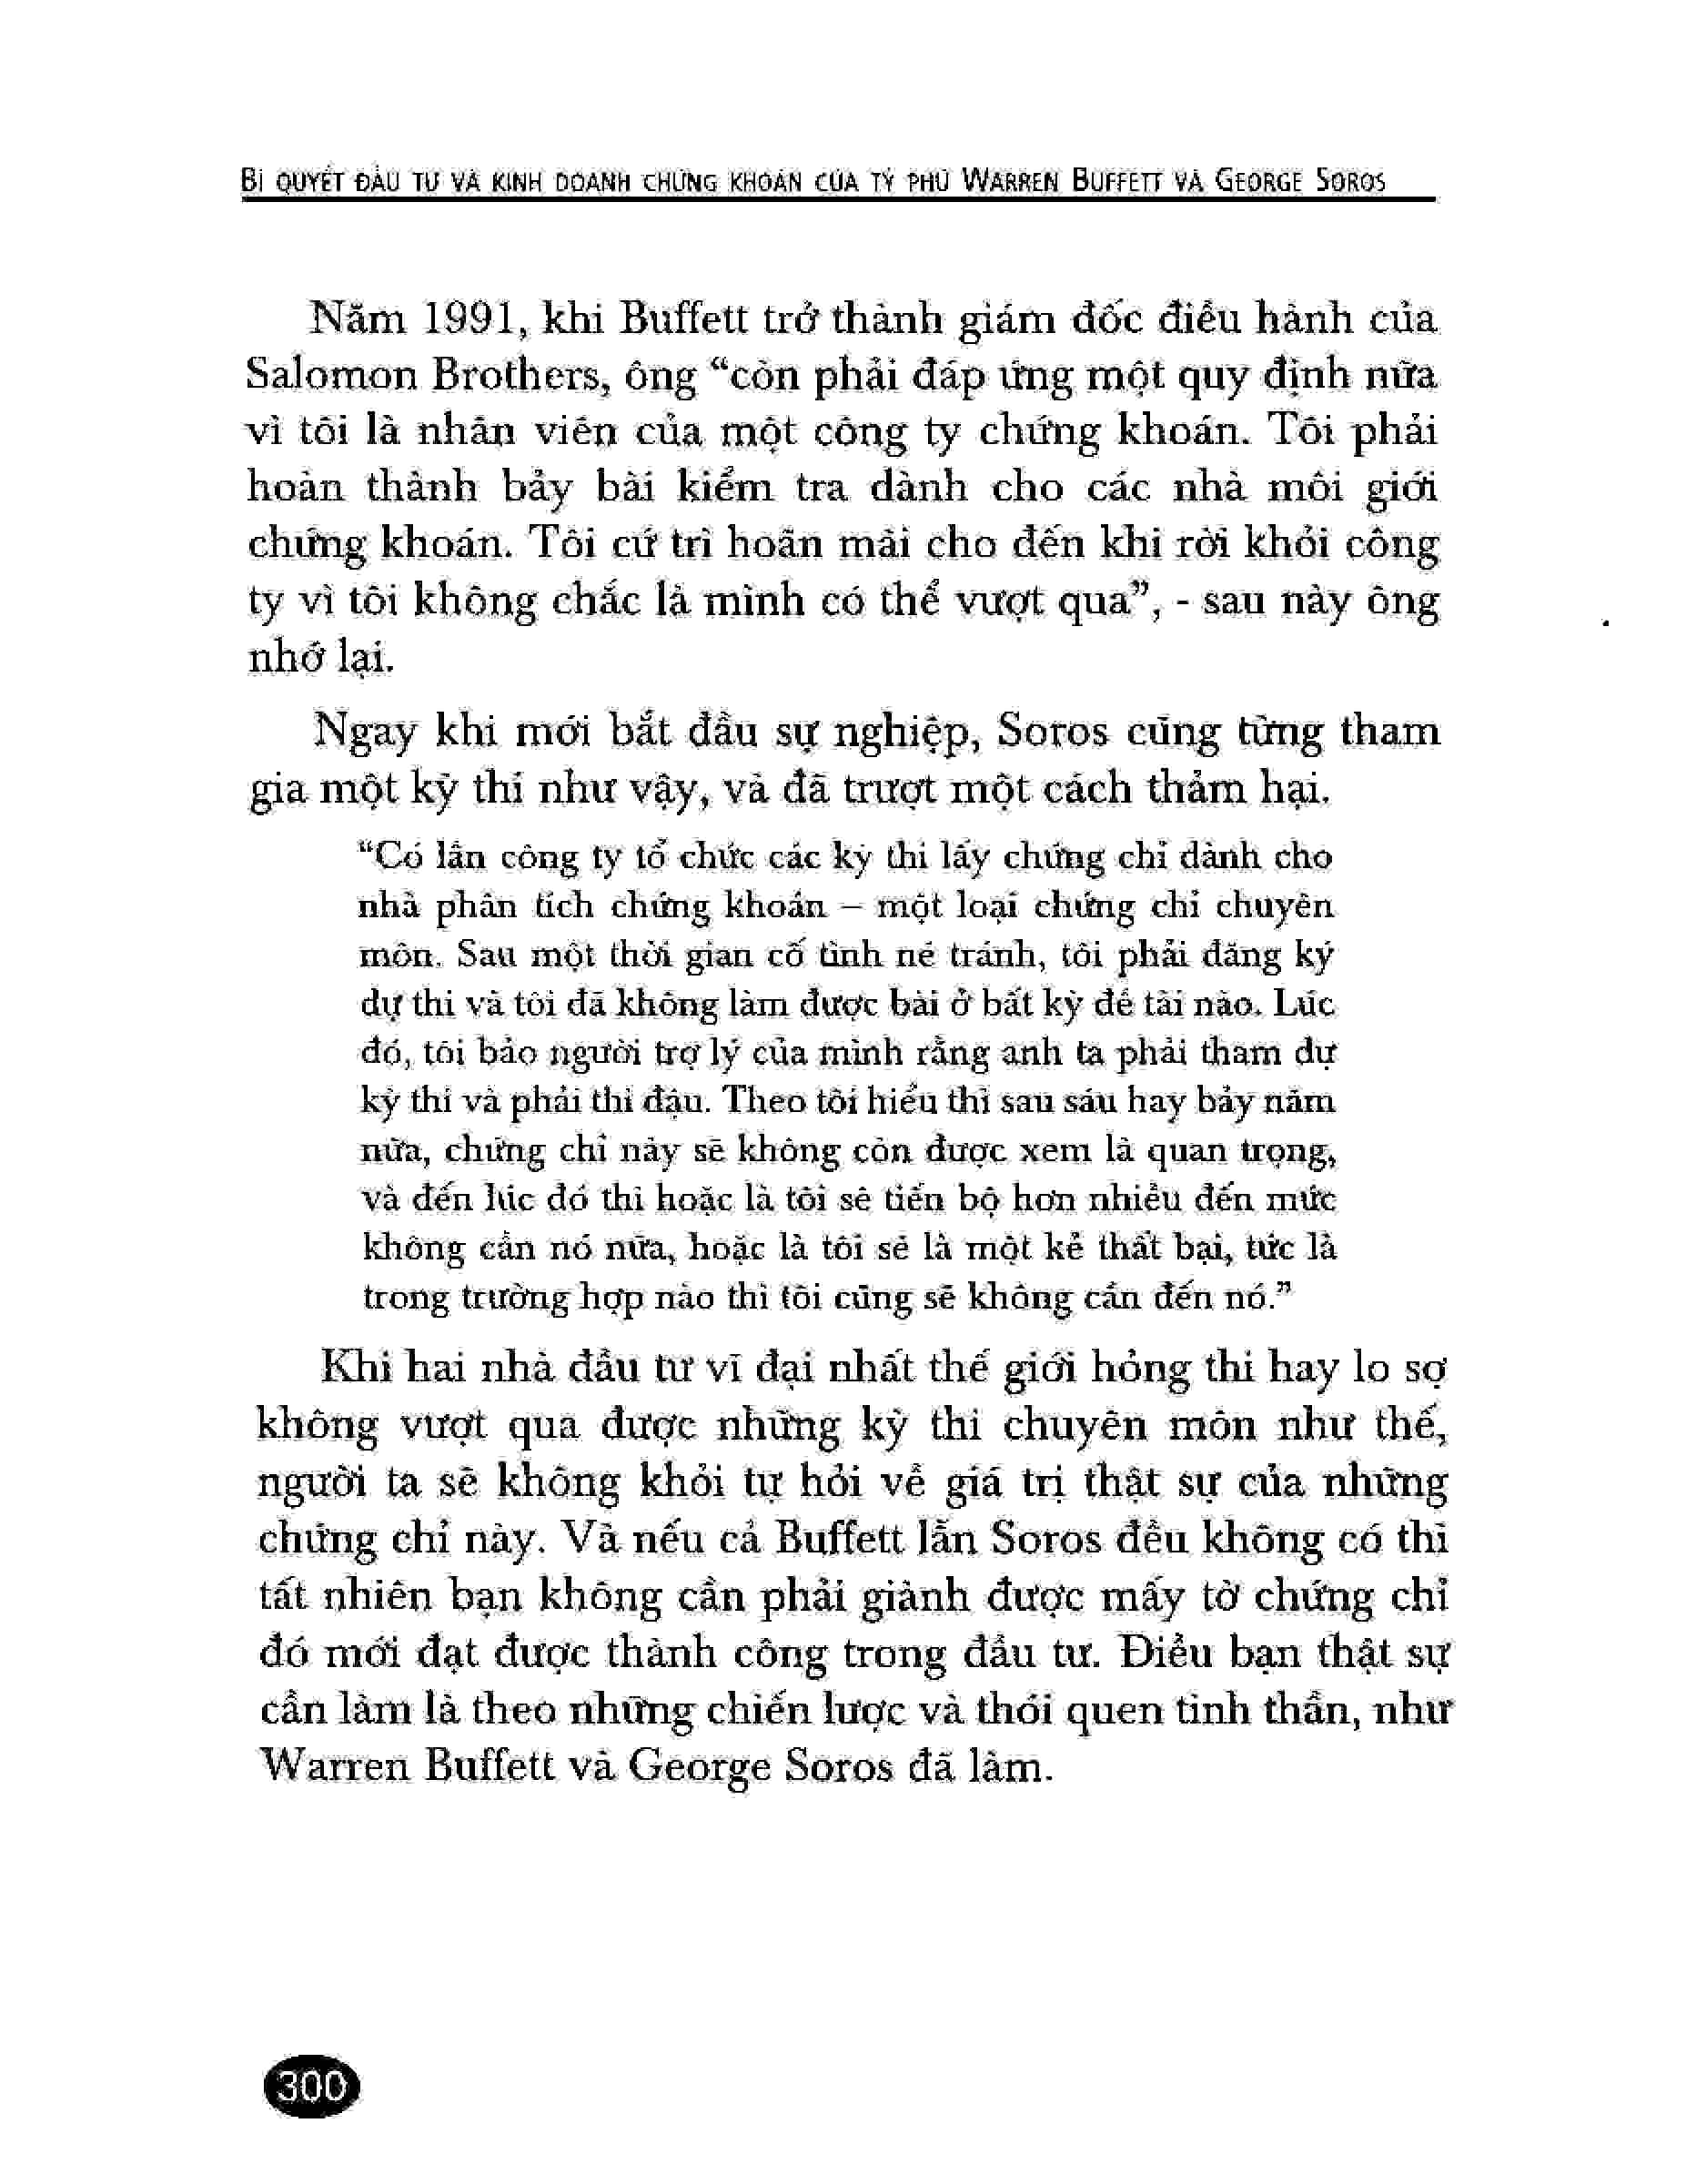 BÍ QUYẾT ĐẦU TƯ VÀ KINH DOANH CHỨNG KHOÁN CỦA TỶ PHÚ WARREN BUFFETT VÀ GEORGE SOROS
Năm 1991, khi Buffett trở thành giám đốc điều hành của
Salomon Brothers, ông “còn phải đáp ứng một quy định nữa
vì tôi là nhân viên của một công ty chứng khoán. Tôi phải
hoàn thành bảy bài kiểm tra dành cho các nhà môi giới
chứng khoán. Tôi cứ trì hoãn mãi cho đến khi rời khỏi công
ty vì tôi không chắc là mình có thể vượt qua”, - sau này ông
nhớ lại.
Ngay khi mới bắt đầu sự nghiệp, Soros cũng từng tham
gia một kỳ thi như vậy, và đã trượt một cách thảm hại.
“Có lần công ty tổ chức các kỳ thi lấy chứng chỉ dành cho
nhà phân tích chứng khoán – một loại chứng chỉ chuyên
môn. Sau một thời gian cố tình né tránh, tôi phải đăng ký
dự thi và tôi đã không làm được bài ở bất kỳ đề tài nào. Lúc
đó, tôi bảo người trợ lý của mình rằng anh ta phải tham dự
kỳ thi và phải thi đậu. Theo tôi hiểu thì sau sáu hay bảy năm
nữa, chứng chỉ này sẽ không còn được xem là quan trọng,
và đến lúc đó thì hoặc là tôi sẽ tiến bộ hơn nhiều đến mức
không cần nó nữa, hoặc là tôi sẽ là một kẻ thất bại, tức là
trong trường hợp nào thì tôi cũng sẽ không cần đến nó.”
Khi hai nhà đầu tư vĩ đại nhất thế giới hỏng thi hay lo sợ
không vượt qua được những kỳ thi chuyên môn như thế,
người ta sẽ không khỏi tự hỏi về giá trị thật sự của những
chứng chỉ này. Và nếu cả Buffett lẫn Soros đều không có thì
tất nhiên bạn không cần phải giành được mấy tờ chứng chỉ
đó mới đạt được thành công trong đầu tư. Điều bạn thật sự
cần làm là theo những chiến lược và thói quen tinh thần, như
Warren Buffett và George Soros đã làm.
300